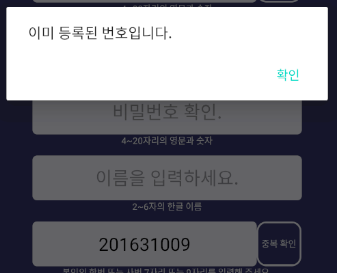 이미 등록된 번호입니다.
확인
비밀번호 확인.
4~20자리의 영문과 숫자
이름을 입력하세요.
2~6자의 한글 이름
201631009
중복 확인